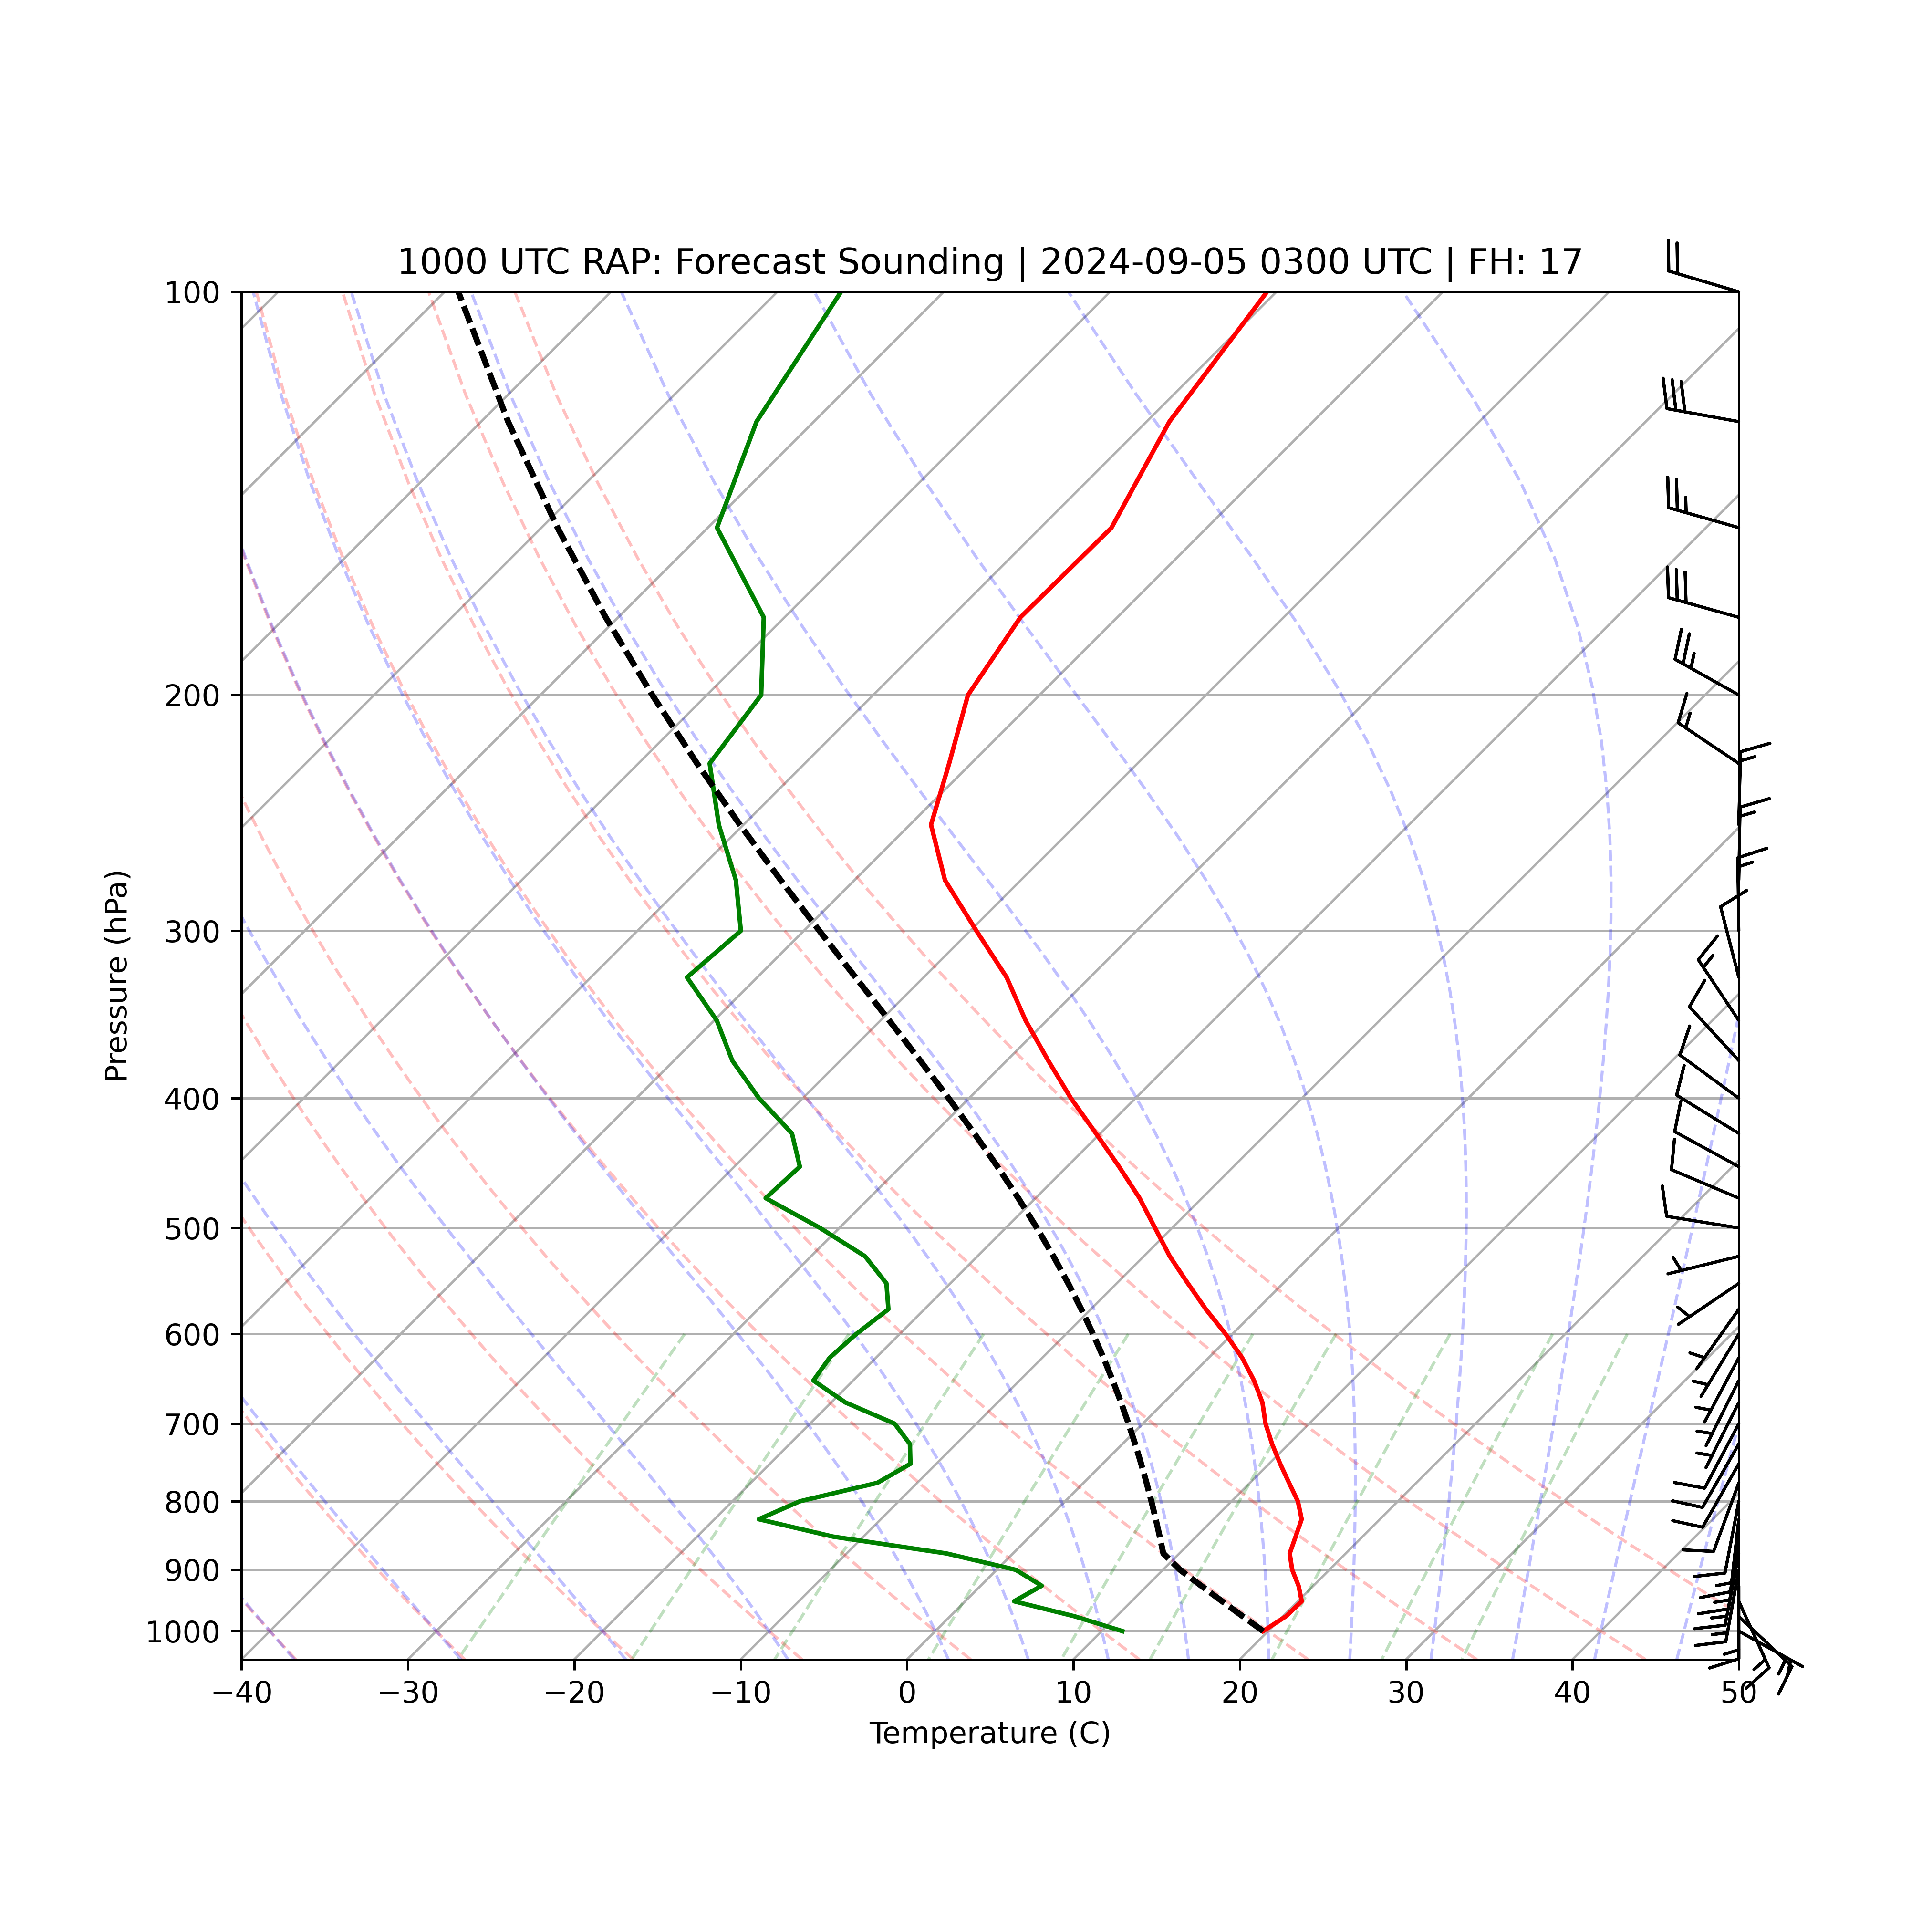 1000 UTC RAP: Forecast Sounding | 2024-09-05 0300 UTC | FH: 17
100
200
300
400
500
600
700
800
900
1000
Pressure (hPa)
−40 −30 −20 −10 0 10 20 30 40 50
Temperature (C)